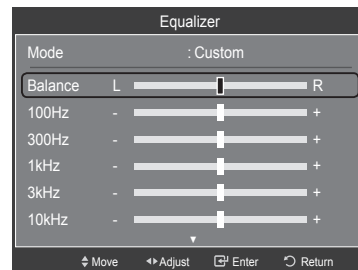 Equalizer
Mode : Custom
Balance L R
100Hz - +
300Hz - +
1kHz - +
3kHz - +
10kHz - +
Move Adjust Enter Return